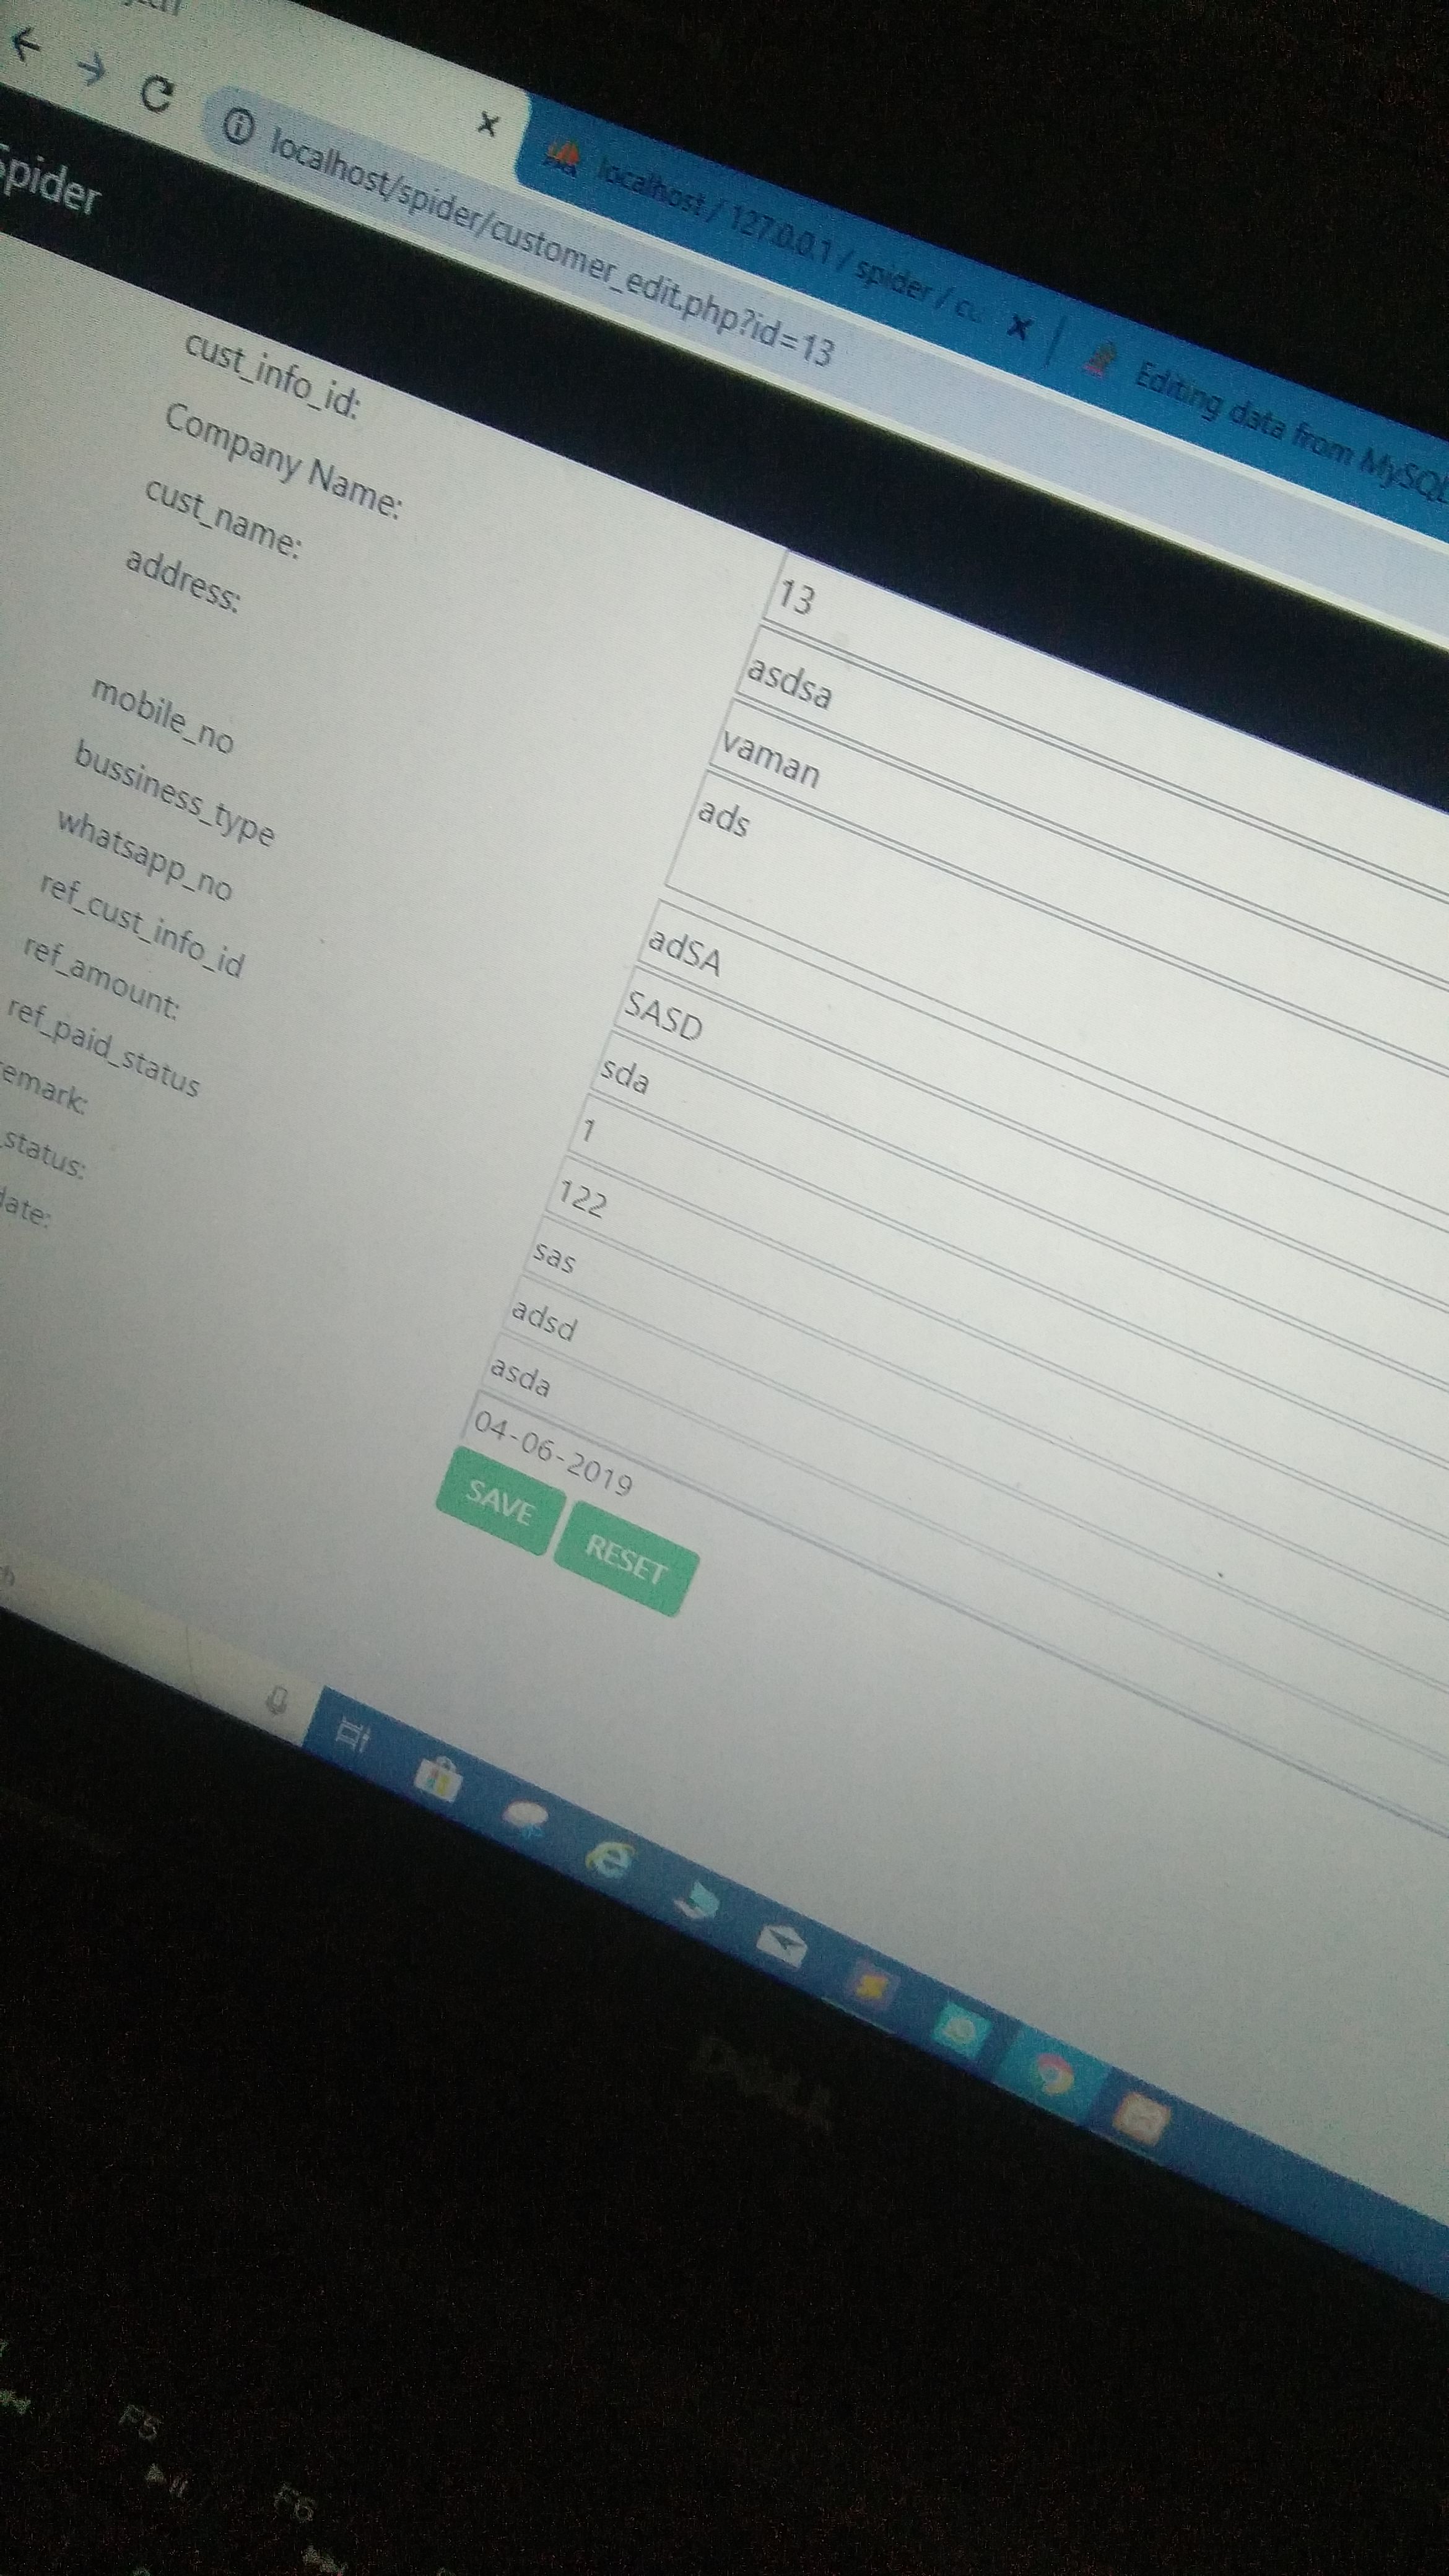 localhost / 127.0.0.1 / spider / cu
Editing data from MySQL
localhost/spider/customer_edit.php?id=13
Spider
cust_info_id: 13
Company Name: asdsa
cust_name: vaman
address: ads
mobile_no adSA
bussiness_type SASD
whatsapp_no sda
ref_cust_info_id 1
ref_amount: 122
ref_paid_status sas
emark: adsd
_status: asda
date: 04-06-2019
SAVE RESET
DELL
F5
F6